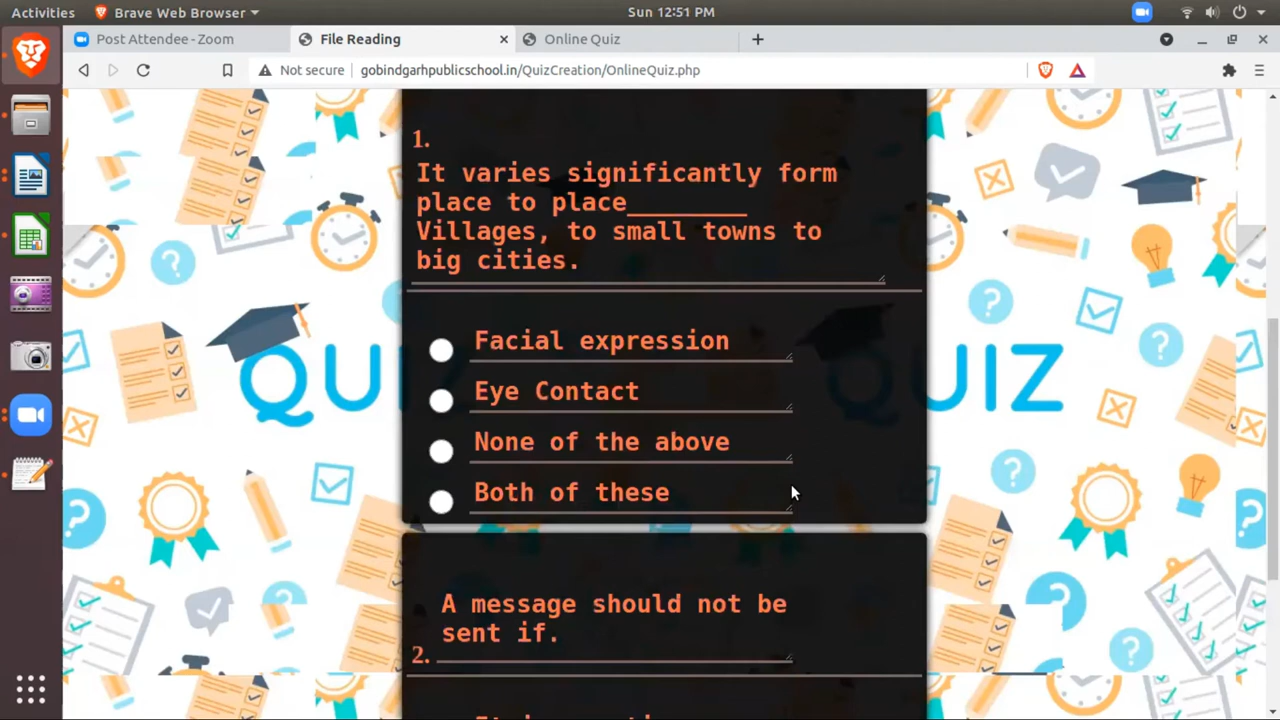 Activities
Brave Web Browser
Sun 12:51 PM
Post Attendee - Zoom
File Reading
Online Quiz
Not secure
gobindgarhpublicschool.in/QuizCreation/OnlineQuiz.php
1.
It varies significantly form
place to place________
Villages, to small towns to
big cities.
Facial expression
Eye Contact
None of the above
Both of these
A message should not be
sent if.
2.
QUIZ